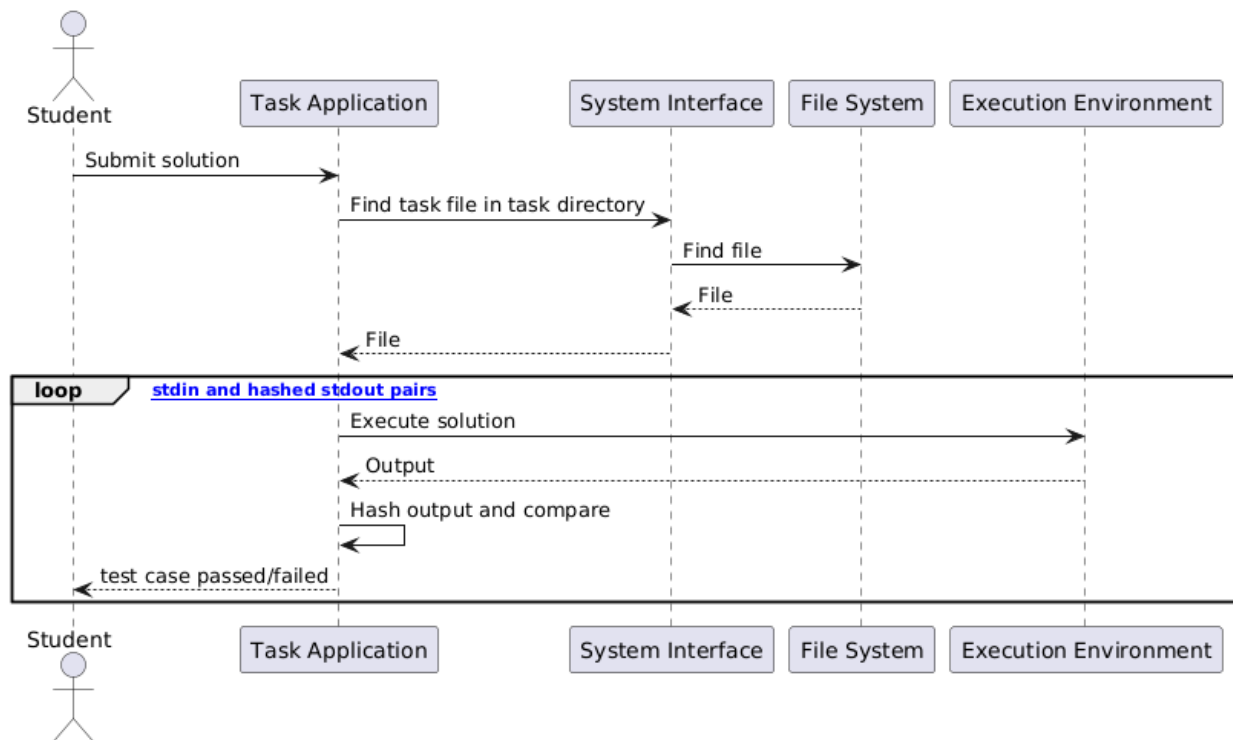 Student
Task Application
System Interface
File System
Execution Environment
Submit solution
Find task file in task directory
Find file
File
File
loop
stdin and hashed stdout pairs
Execute solution
Output
Hash output and compare
test case passed/failed
Student
Task Application
System Interface
File System
Execution Environment